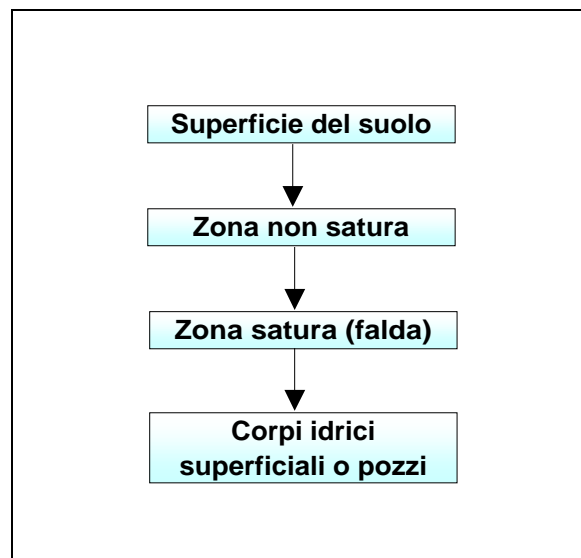 Superficie del suolo
Zona non satura
Zona satura (falda)
Corpi idrici
superficiali o pozzi